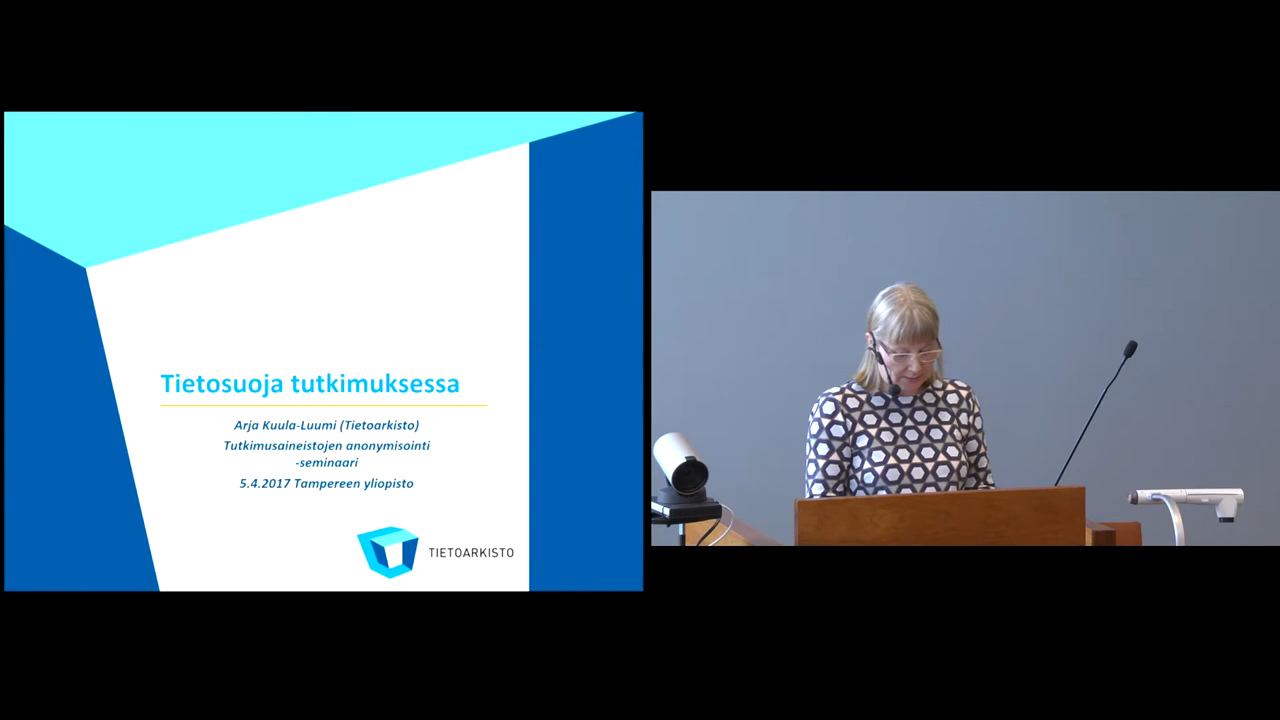 Tietosuoja tutkimuksessa
Arja Kuula-Luumi (Tietoarkisto)
Tutkimusaineistojen anonymisointi
-seminaari
5.4.2017 Tampereen yliopisto
TIETOARKISTO